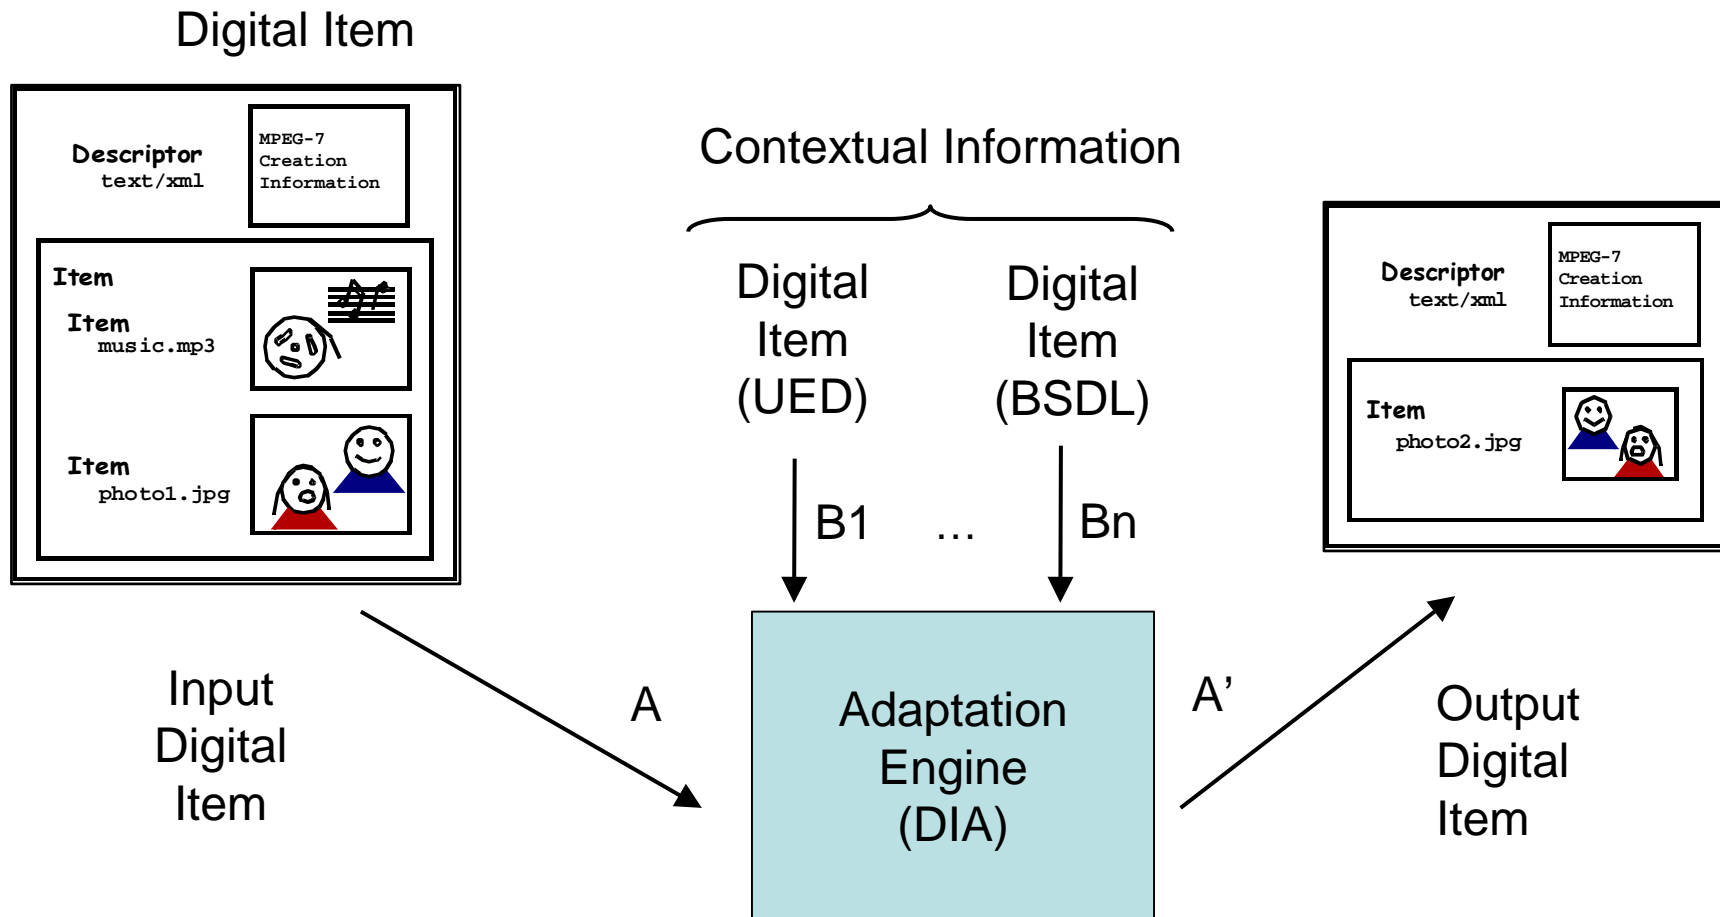 Digital Item
Descriptor
text/xml
MPEG-7
Creation
Information
Item
Item
music.mp3
Item
photo1.jpg
Input
Digital
Item
A
Contextual Information
Digital
Item
(UED)
Digital
Item
(BSDL)
B1 ... Bn
Adaptation
Engine
(DIA)
A’
Descriptor
text/xml
MPEG-7
Creation
Information
Item
photo2.jpg
Output
Digital
Item